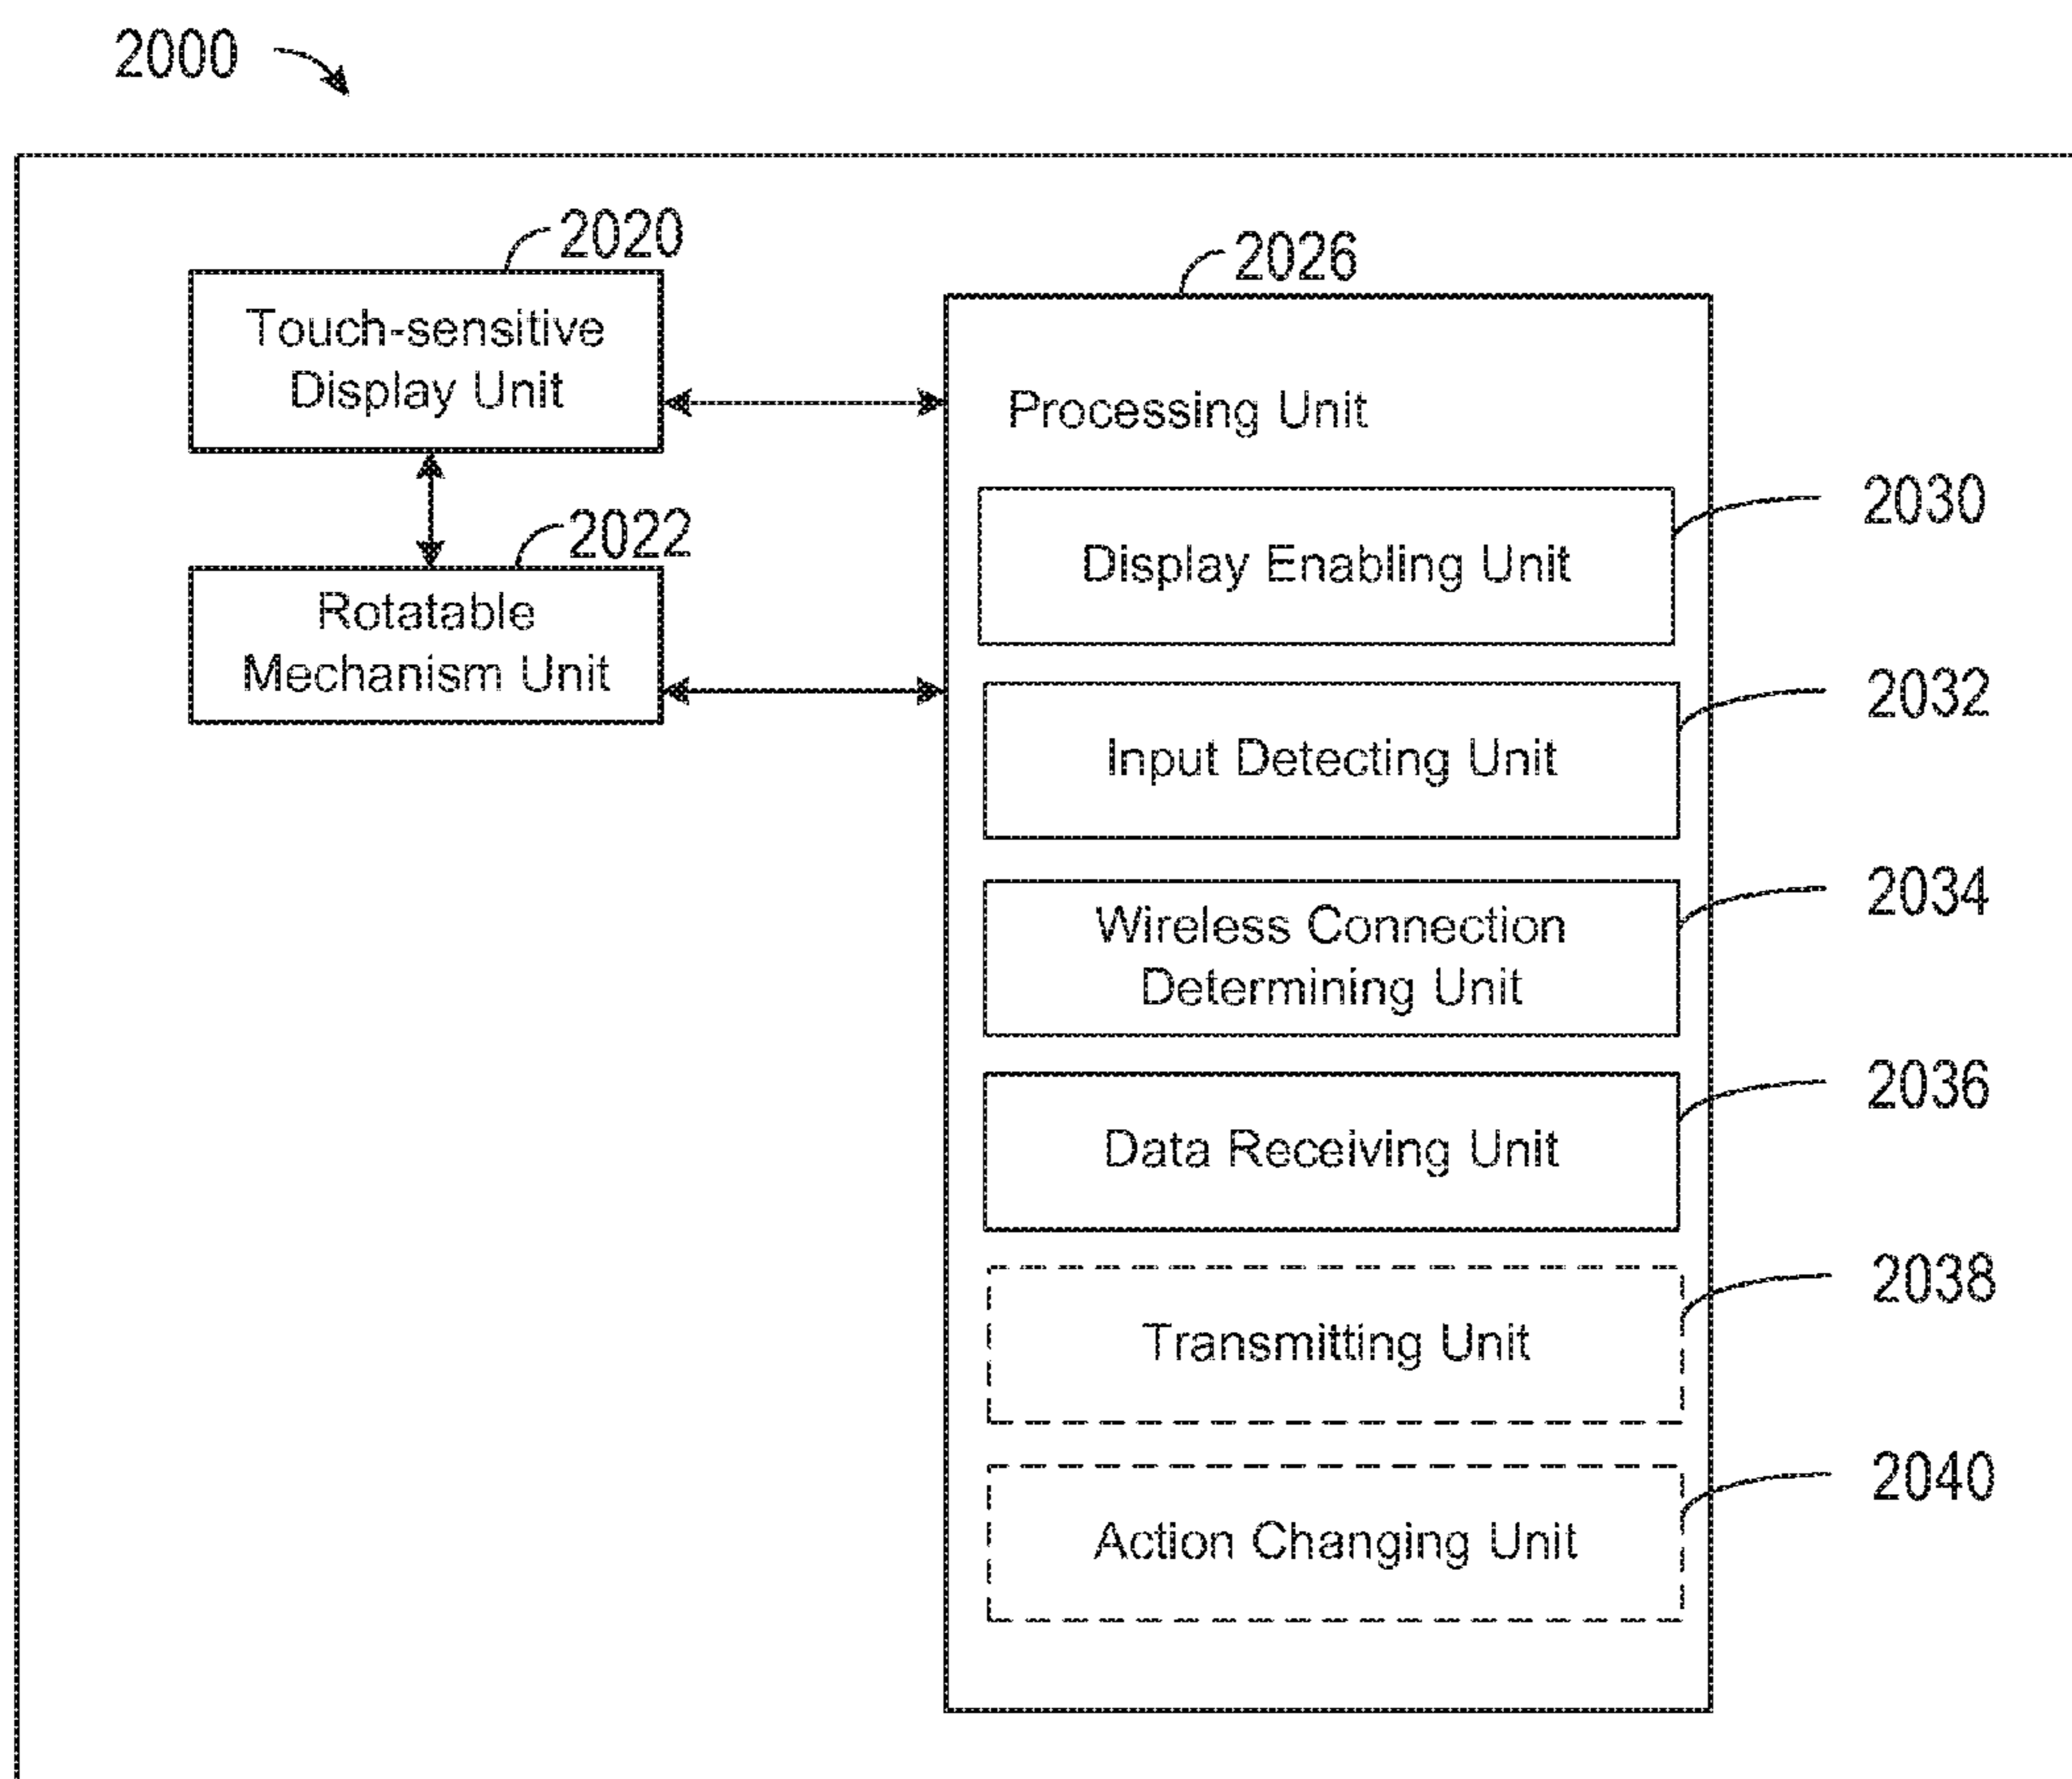 2000
2020
Touch-sensitive
Display Unit
2022
Rotatable
Mechanism Unit
2026
Processing Unit
2030
Display Enabling Unit
2032
Input Detecting Unit
2034
Wireless Connection
Determining Unit
2036
Data Receiving Unit
2038
Transmitting Unit
2040
Action Changing Unit